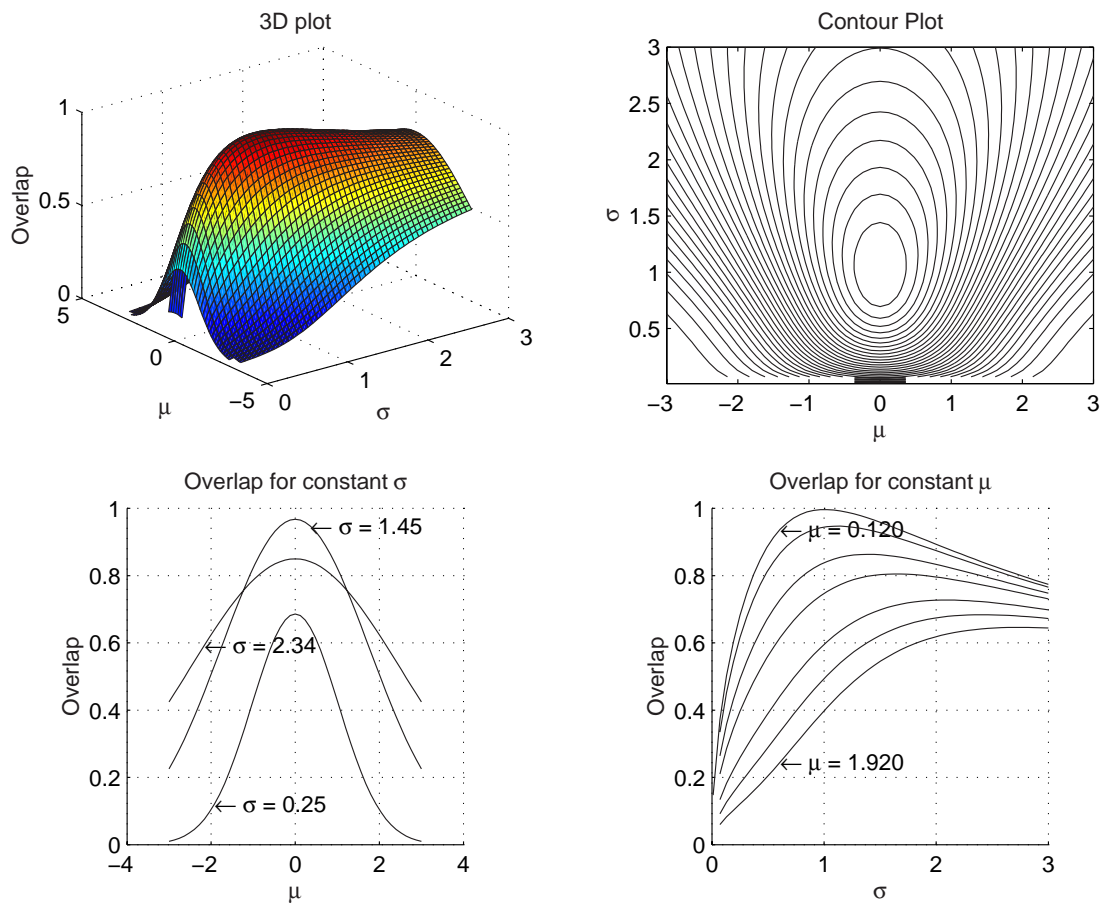 3D plot
1
0.5
0
5
0
−5
0
1
2
3
Overlap
μ
σ
Contour Plot
3
2.5
2
1.5
1
0.5
−3
−2
−1
0
1
2
3
σ
μ
Overlap for constant σ
1
0.8
0.6
0.4
0.2
0
−4
−2
0
2
4
Overlap
μ
← σ = 1.45
← σ = 2.34
← σ = 0.25
Overlap for constant μ
1
0.8
0.6
0.4
0.2
0
0
1
2
3
Overlap
σ
← μ = 0.120
← μ = 1.920